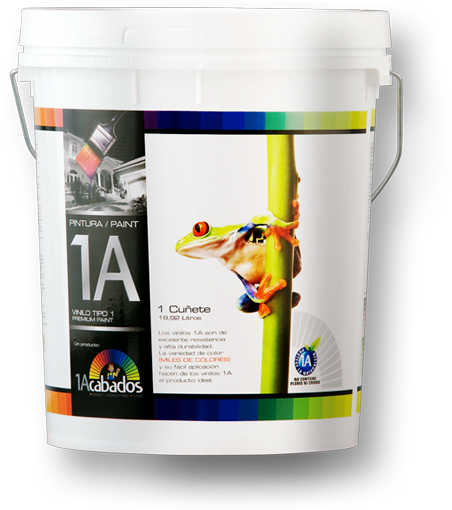 PINTURA / PAINT
1A
VINILO TIPO 1
PREMIUM PAINT
Un producto:
1Acabados
1 Cuñete
19,92 Litros
Los vinilos 1A son de
excelente resistencia
y alta durabilidad.
La variedad de color
(MILES DE COLORES)
y su fácil aplicación
hacen de los vinilos 1A
el producto ideal.
1A
NO CONTIENE
PLOMO NI CROMO